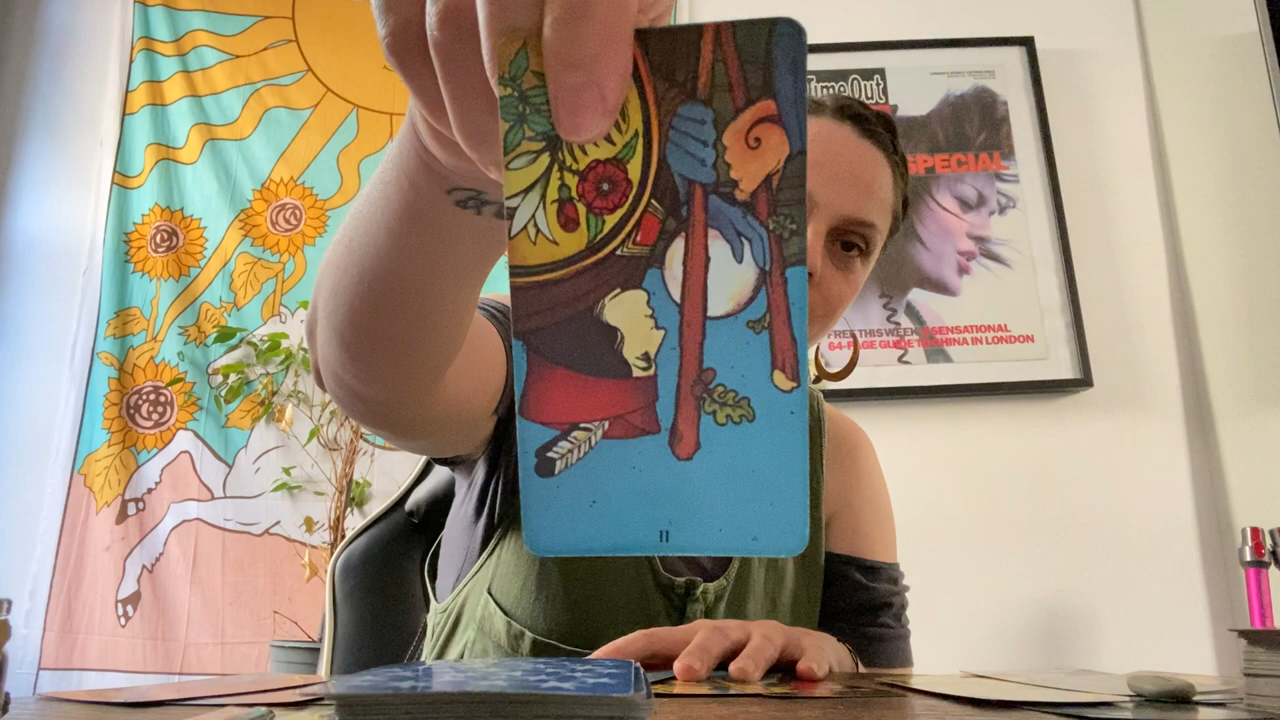 Time Out
SPECIAL
FREE THIS WEEK SENSATIONAL
64-PAGE GUIDE TO CHINA IN LONDON
II